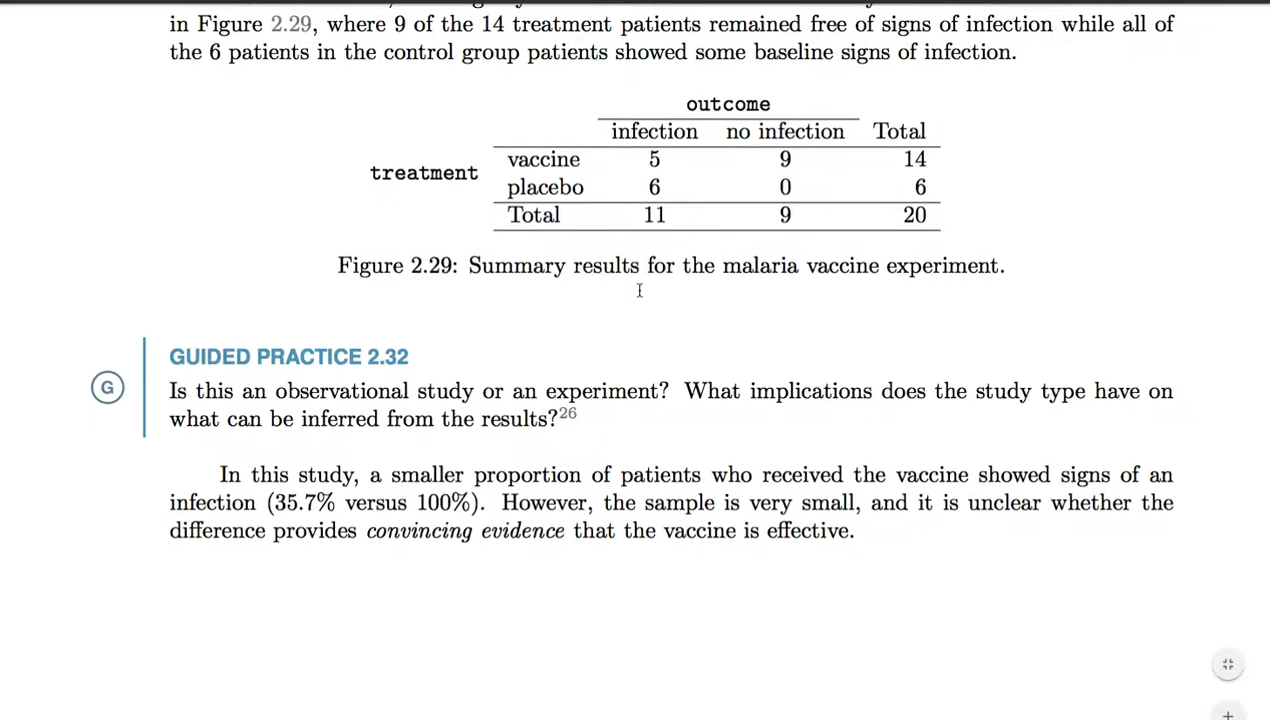 in Figure 2.29, where 9 of the 14 treatment patients remained free of signs of infection while all of
the 6 patients in the control group patients showed some baseline signs of infection.
outcome
infection no infection Total
treatment
vaccine 5 9 14
placebo 6 0 6
Total 11 9 20
Figure 2.29: Summary results for the malaria vaccine experiment.
GUIDED PRACTICE 2.32
G
Is this an observational study or an experiment? What implications does the study type have on
what can be inferred from the results?26
In this study, a smaller proportion of patients who received the vaccine showed signs of an
infection (35.7% versus 100%). However, the sample is very small, and it is unclear whether the
difference provides convincing evidence that the vaccine is effective.